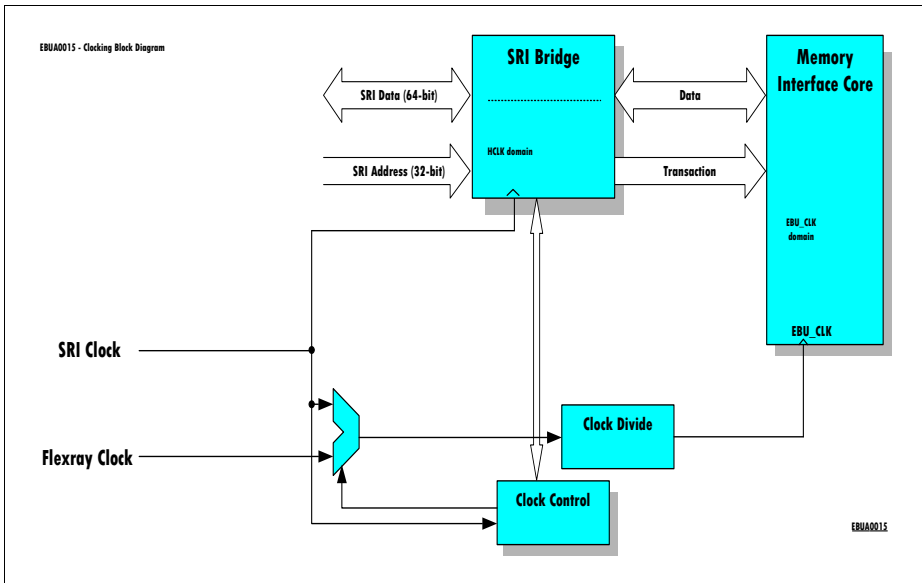 EBUA0015 - Clocking Block Diagram
SRI Bridge
Memory
Interface Core
SRI Data (64-bit)
Data
HCLK domain
SRI Address (32-bit)
Transaction
EBU_CLK
domain
EBU_CLK
SRI Clock
Clock Divide
Flexray Clock
Clock Control
EBUA0015